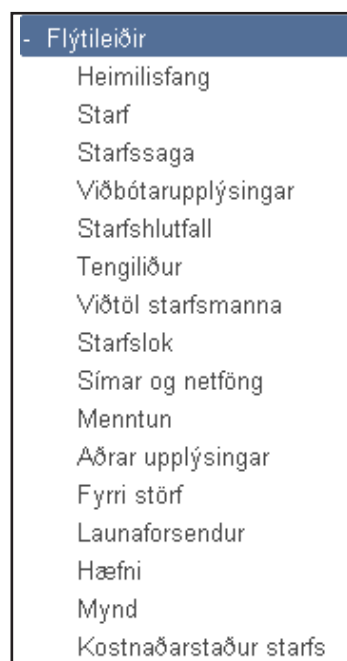 - Flýtileiðir
Heimilisfang
Starf
Starfssaga
Viðbótarupplýsingar
Starfshlutfall
Tengiliður
Viðtöl starfsmanna
Starfslok
Símar og netföng
Menntun
Aðrar upplýsingar
Fyrri störf
Launaforsendur
Hæfni
Mynd
Kostnaðarstaður starfs